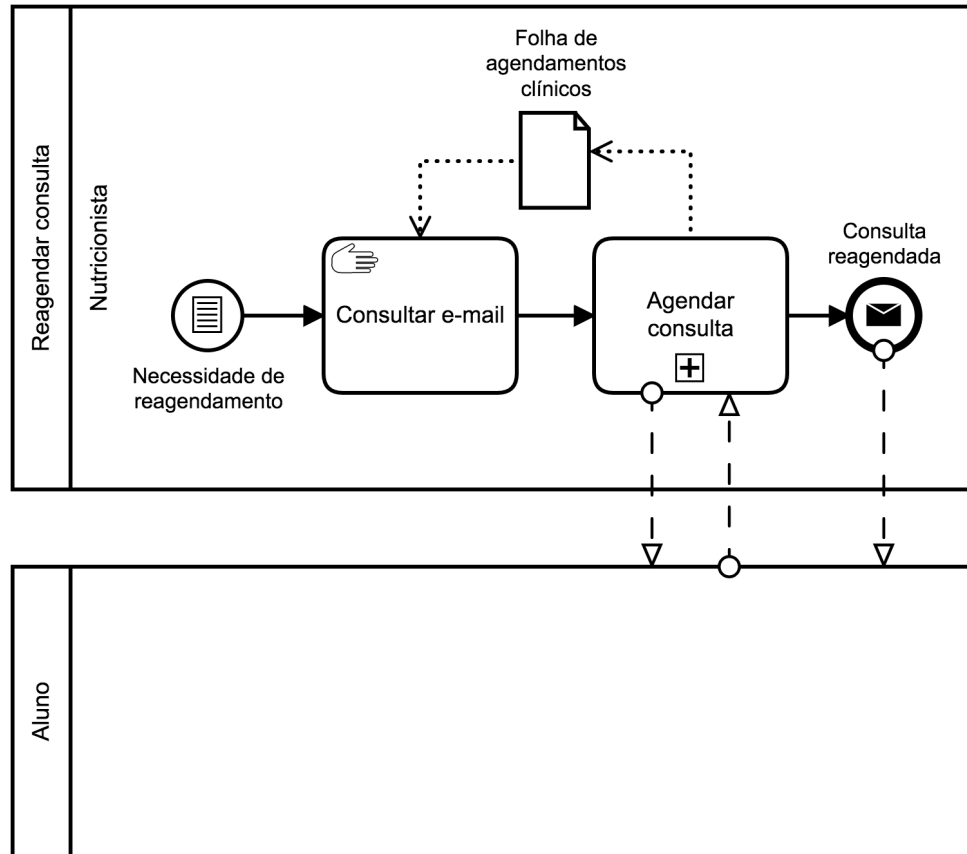 Reagendar consulta
Nutricionista
Folha de
agendamentos
clínicos
Necessidade de
reagendamento
Consultar e-mail
Agendar
consulta
Consulta
reagendada
Aluno